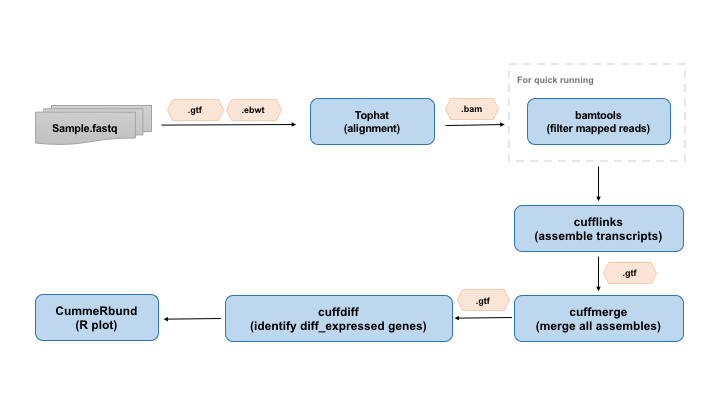 For quick running
.gtf
.ebwt
.bam
Sample.fastq
Tophat
(alignment)
bamtools
(filter mapped reads)
cufflinks
(assemble transcripts)
.gtf
.gtf
CummeRbund
(R plot)
cuffdiff
(identify diff_expressed genes)
cuffmerge
(merge all assembles)